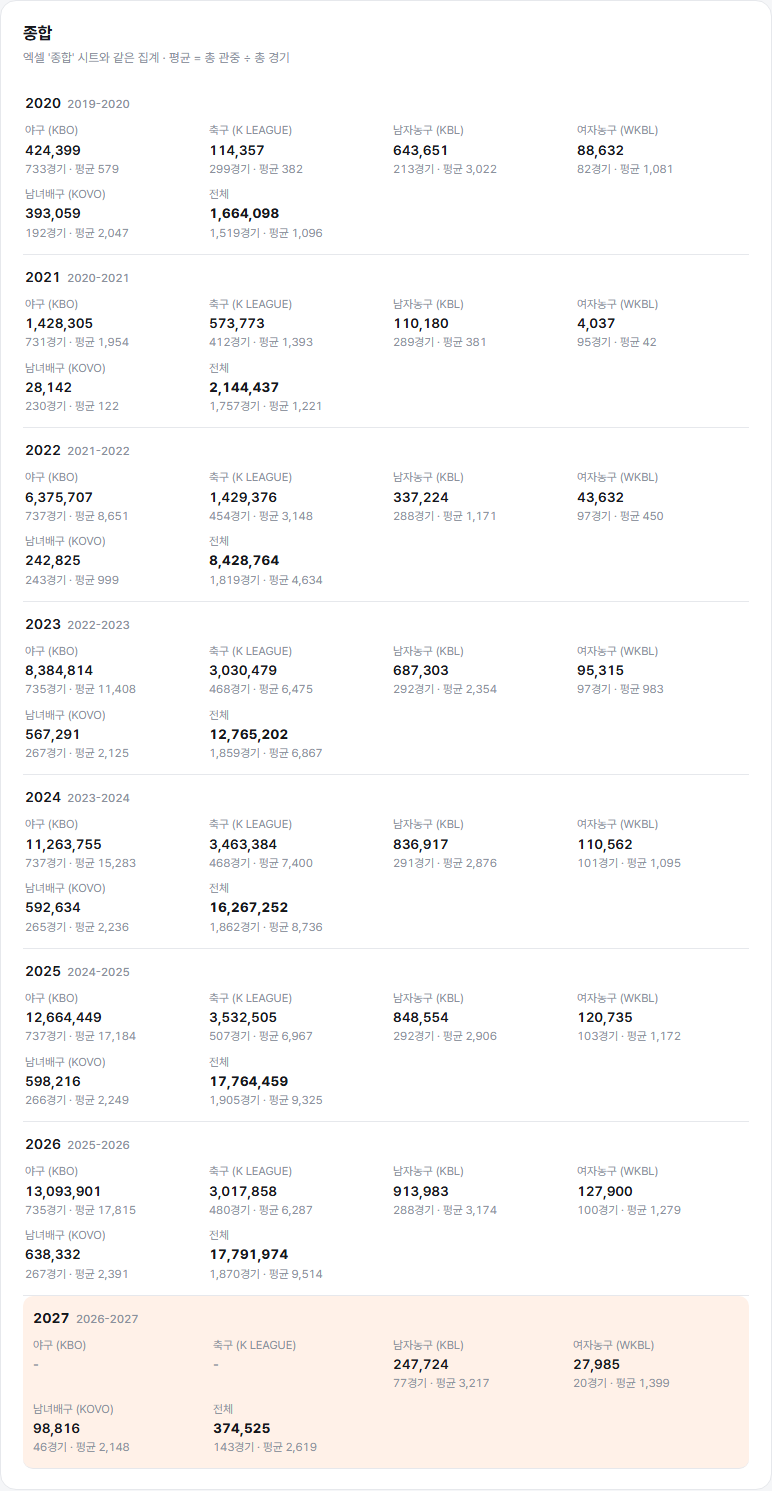 종합
엑셀 '종합' 시트와 같은 집계 · 평균 = 총 관중 ÷ 총 경기
2020 2019-2020
야구 (KBO) 축구 (K LEAGUE) 남자농구 (KBL) 여자농구 (WKBL)
424,399 114,357 643,651 88,632
733경기 · 평균 579 299경기 · 평균 382 213경기 · 평균 3,022 82경기 · 평균 1,081
남녀배구 (KOVO) 전체
393,059 1,664,098
192경기 · 평균 2,047 1,519경기 · 평균 1,096
2021 2020-2021
야구 (KBO) 축구 (K LEAGUE) 남자농구 (KBL) 여자농구 (WKBL)
1,428,305 573,773 110,180 4,037
731경기 · 평균 1,954 412경기 · 평균 1,393 289경기 · 평균 381 95경기 · 평균 42
남녀배구 (KOVO) 전체
28,142 2,144,437
230경기 · 평균 122 1,757경기 · 평균 1,221
2022 2021-2022
야구 (KBO) 축구 (K LEAGUE) 남자농구 (KBL) 여자농구 (WKBL)
6,375,707 1,429,376 337,224 43,632
737경기 · 평균 8,651 454경기 · 평균 3,148 288경기 · 평균 1,171 97경기 · 평균 450
남녀배구 (KOVO) 전체
242,825 8,428,764
243경기 · 평균 999 1,819경기 · 평균 4,634
2023 2022-2023
야구 (KBO) 축구 (K LEAGUE) 남자농구 (KBL) 여자농구 (WKBL)
8,384,814 3,030,479 687,303 95,315
735경기 · 평균 11,408 468경기 · 평균 6,475 292경기 · 평균 2,354 97경기 · 평균 983
남녀배구 (KOVO) 전체
567,291 12,765,202
267경기 · 평균 2,125 1,859경기 · 평균 6,867
2024 2023-2024
야구 (KBO) 축구 (K LEAGUE) 남자농구 (KBL) 여자농구 (WKBL)
11,263,755 3,463,384 836,917 110,562
737경기 · 평균 15,283 468경기 · 평균 7,400 291경기 · 평균 2,876 101경기 · 평균 1,095
남녀배구 (KOVO) 전체
592,634 16,267,252
265경기 · 평균 2,236 1,862경기 · 평균 8,736
2025 2024-2025
야구 (KBO) 축구 (K LEAGUE) 남자농구 (KBL) 여자농구 (WKBL)
12,664,449 3,532,505 848,554 120,735
737경기 · 평균 17,184 507경기 · 평균 6,967 292경기 · 평균 2,906 103경기 · 평균 1,172
남녀배구 (KOVO) 전체
598,216 17,764,459
266경기 · 평균 2,249 1,905경기 · 평균 9,325
2026 2025-2026
야구 (KBO) 축구 (K LEAGUE) 남자농구 (KBL) 여자농구 (WKBL)
13,093,901 3,017,858 913,983 127,900
735경기 · 평균 17,815 480경기 · 평균 6,287 288경기 · 평균 3,174 100경기 · 평균 1,279
남녀배구 (KOVO) 전체
638,332 17,791,974
267경기 · 평균 2,391 1,870경기 · 평균 9,514
2027 2026-2027
야구 (KBO) 축구 (K LEAGUE) 남자농구 (KBL) 여자농구 (WKBL)
- - 247,724 27,985
77경기 · 평균 3,217 20경기 · 평균 1,399
남녀배구 (KOVO) 전체
98,816 374,525
46경기 · 평균 2,148 143경기 · 평균 2,619